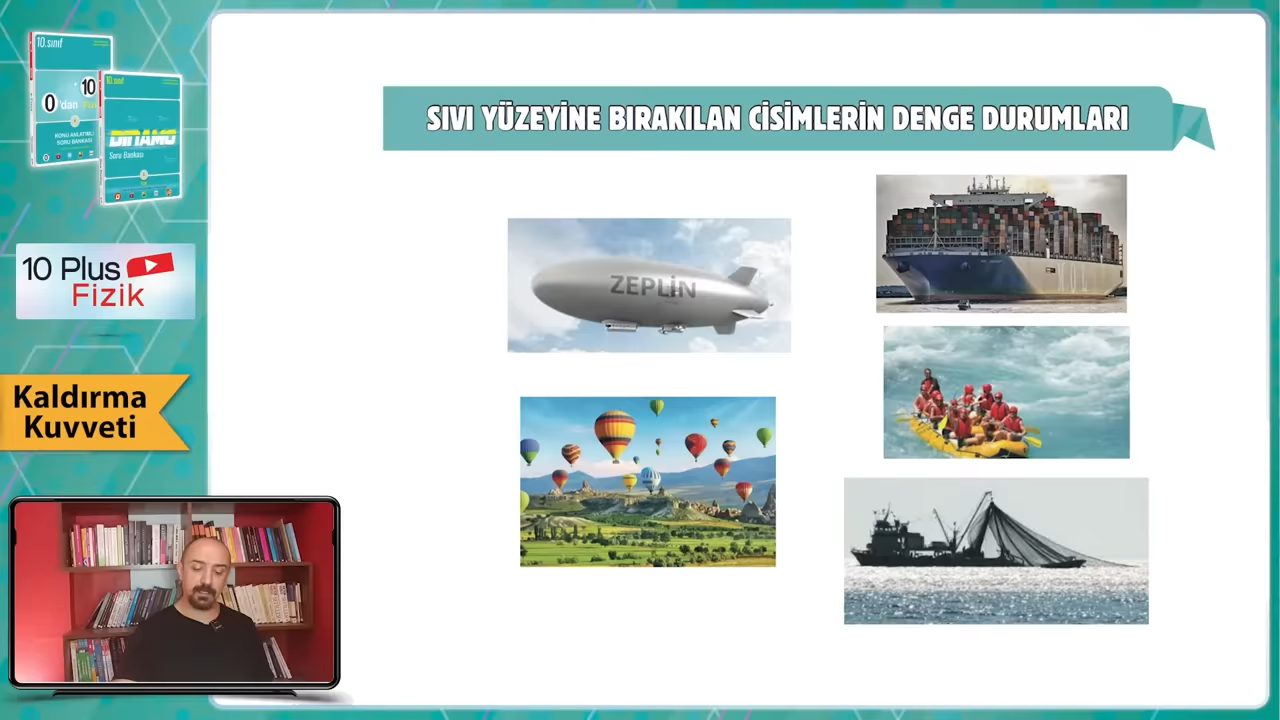 10.sınıf
0'dan 10
KONU ANLATIMLI
SORU BANKASI
10.sınıf
DİNAMO
Soru Bankası
10 Plus
Fizik
Kaldırma
Kuvveti
SIVI YÜZEYİNE BIRAKILAN CİSİMLERİN DENGE DURUMLARI
ZEPLİN